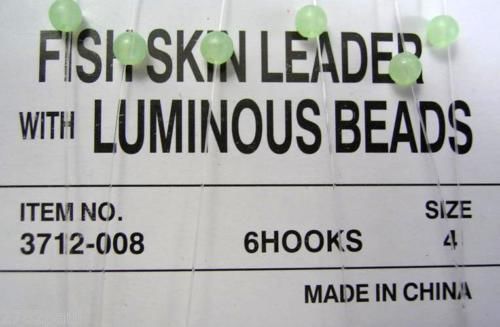 FISH SKIN LEADER
WITH LUMINOUS BEADS
ITEM NO.
3712-008
6HOOKS
SIZE
4
MADE IN CHINA